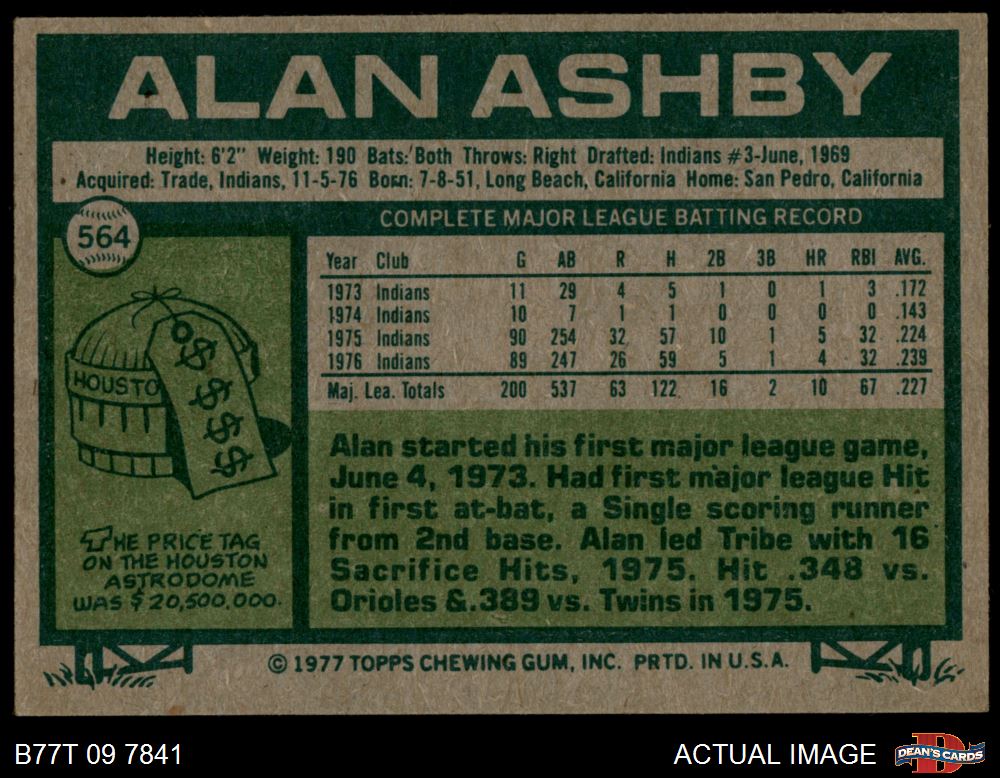 ALAN ASHBY
Height: 6'2" Weight: 190 Bats: Both Throws: Right Drafted: Indians #3-June, 1969
Acquired: Trade, Indians, 11-5-76 Born: 7-8-51, Long Beach, California Home: San Pedro, California
564
COMPLETE MAJOR LEAGUE BATTING RECORD
Year Club G AB R H 2B 3B HR RBI AVG.
1973 Indians 11 29 4 5 1 0 1 3 .172
1974 Indians 10 7 1 1 0 0 0 0 .143
1975 Indians 90 254 32 57 10 1 5 32 .224
1976 Indians 89 247 26 59 5 1 4 32 .239
Maj. Lea. Totals 200 537 63 122 16 2 10 67 .227
HOUSTO
$
$
$
$
$
THE PRICE TAG
ON THE HOUSTON
ASTRODOME
WAS $20,500,000.
Alan started his first major league game,
June 4, 1973. Had first major league Hit
in first at-bat, a Single scoring runner
from 2nd base. Alan led Tribe with 16
Sacrifice Hits, 1975. Hit .348 vs.
Orioles &.389 vs. Twins in 1975.
© 1977 TOPPS CHEWING GUM, INC. PRTD. IN U.S.A.
B77T 09 7841
ACTUAL IMAGE
DEAN'S CARDS